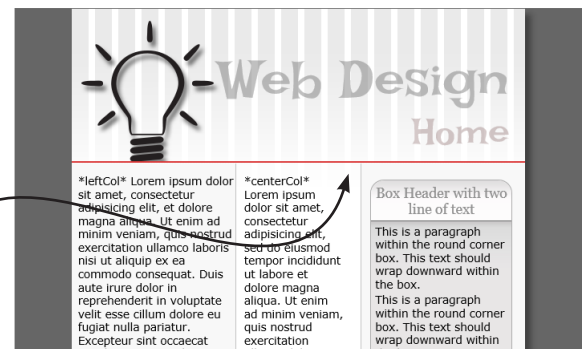 Web Design
Home
*leftCol* Lorem ipsum dolor
sit amet, consectetur
adipisicing elit, et dolore
magna aliqua. Ut enim ad
minim veniam, quis nostrud
exercitation ullamco laboris
nisi ut aliquip ex ea
commodo consequat. Duis
aute irure dolor in
reprehenderit in voluptate
velit esse cillum dolore eu
fugiat nulla pariatur.
Excepteur sint occaecat
*centerCol*
Lorem ipsum
dolor sit amet,
consectetur
adipisicing elit,
sed do eiusmod
tempor incididunt
ut labore et
dolore magna
aliqua. Ut enim
ad minim veniam,
quis nostrud
exercitation
Box Header with two
line of text
This is a paragraph
within the round corner
box. This text should
wrap downward within
the box.
This is a paragraph
within the round corner
box. This text should
wrap downward within